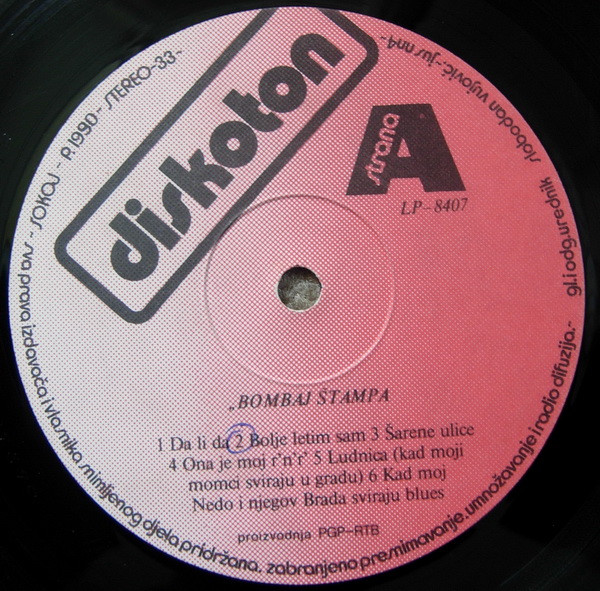 diskoton
strana A
LP-8407
„BOMBAJ ŠTAMPA
1 Da li da 2 Bolje letim sam 3 Šarene ulice
4 Ona je moj r'n'r' 5 Ludnica (kad moji
momci sviraju u gradu) 6 Kad moj
Nedo i njegov Brada sviraju blues
proizvodnja PGP-RTB
SOKOJ - P.1990 - STEREO-33-
- sva prava izdavača i vlasnika snimljenog djela pridržana. zabranjeno presnimavanje, umnožavanje i radio difuzija.-
gl. i odg. urednik slobodan vujović.-jus nn4-